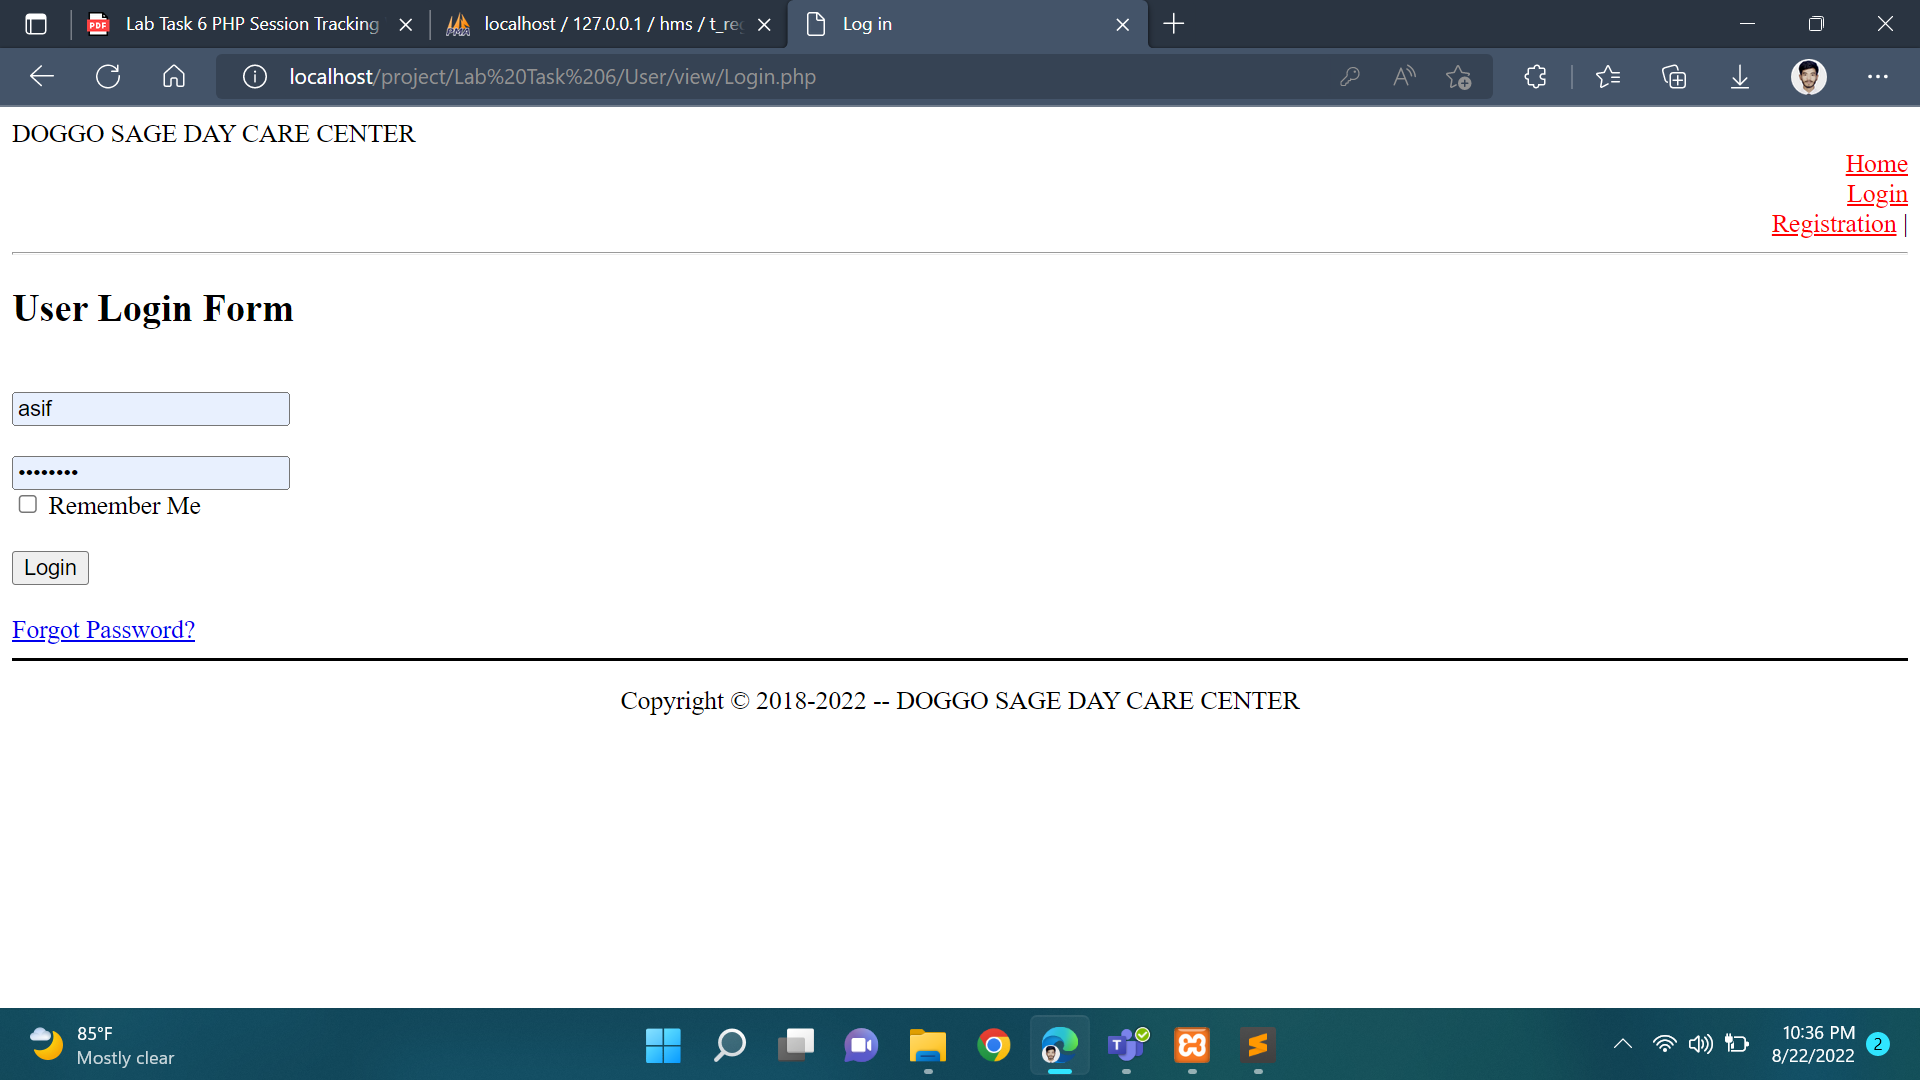 Lab Task 6 PHP Session Tracking
localhost / 127.0.0.1 / hms / t_reg
Log in
localhost/project/Lab%20Task%206/User/view/Login.php
DOGGO SAGE DAY CARE CENTER
Home
Login
Registration |
User Login Form
asif
••••••••
Remember Me
Login
Forgot Password?
Copyright © 2018-2022 -- DOGGO SAGE DAY CARE CENTER
85°F
Mostly clear
10:36 PM
8/22/2022
2